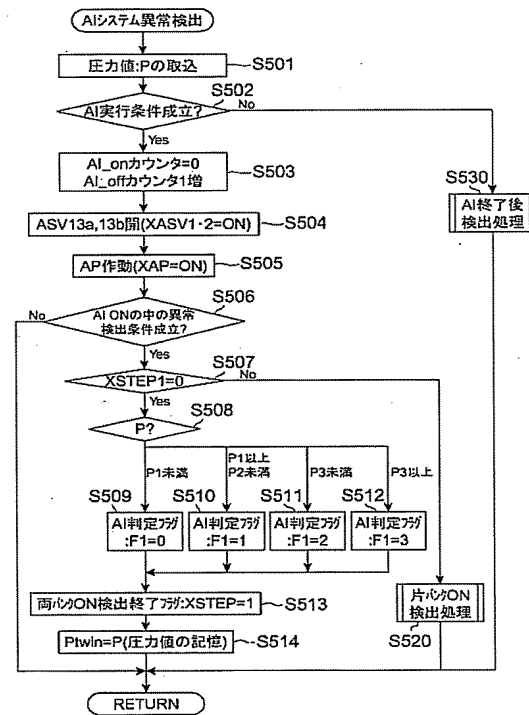 AIシステム異常検出
圧力値:Pの取込
S501
S502
AI実行条件成立?
No
Yes
AI_onカウンタ=0
AI_offカウンタ1増
S503
S530
AI終了後
検出処理
ASV13a,13b開(XASV1・2=ON)
S504
AP作動(XAP=ON)
S505
S506
No
AI ONの中の異常
検出条件成立?
Yes
S507
XSTEP1=0
No
Yes
S508
P?
P1未満
P1以上
P2未満
P3未満
P3以上
S509
S510
S511
S512
AI判定フラグ
:F1=0
AI判定フラグ
:F1=1
AI判定フラグ
:F1=2
AI判定フラグ
:F1=3
両バンクON検出終了フラグ:XSTEP=1
S513
片バンクON
検出処理
S520
Ptwin=P(圧力値の記憶)
S514
RETURN